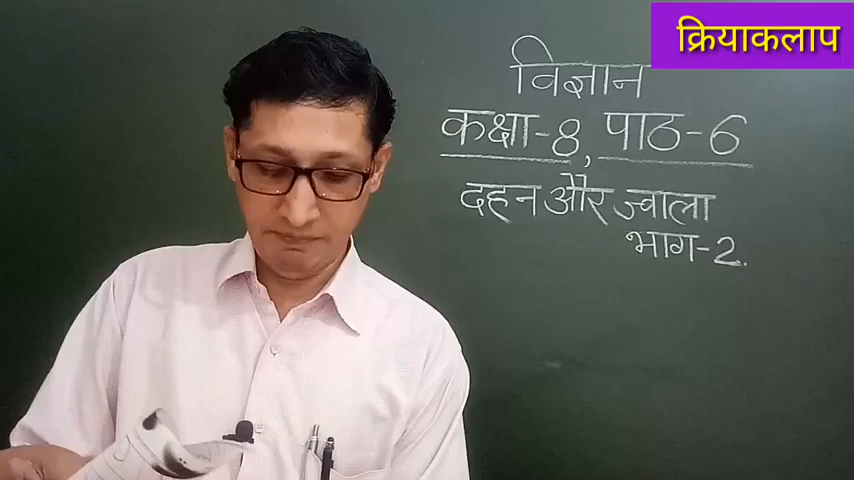 क्रियाकलाप
विज्ञान
कक्षा-8, पाठ-6
दहन और ज्वाला
भाग-2.